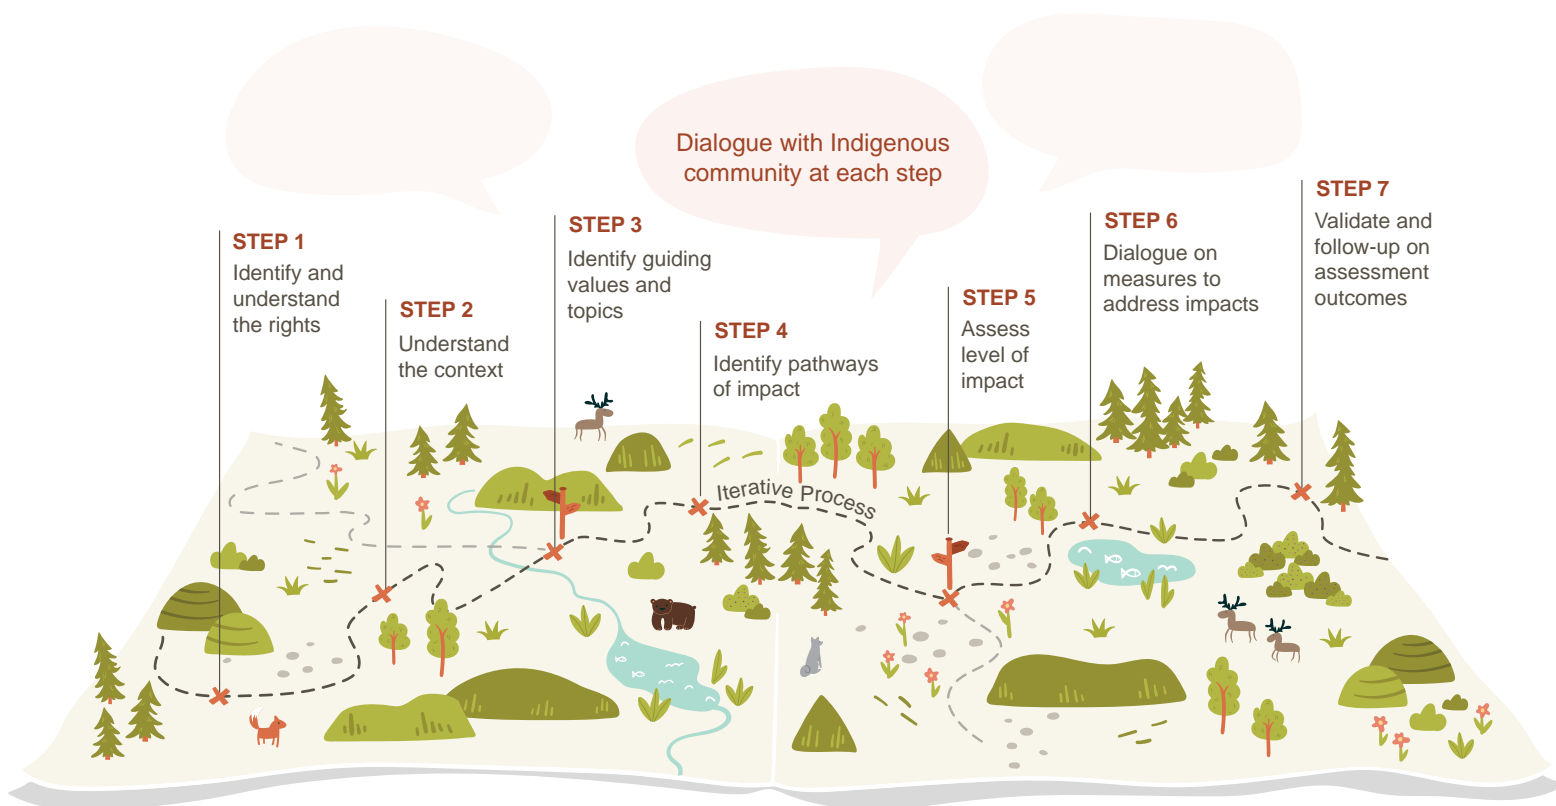 Dialogue with Indigenous
community at each step
STEP 1
Identify and
understand
the rights
STEP 2
Understand
the context
STEP 3
Identify guiding
values and
topics
STEP 4
Identify pathways
of impact
STEP 5
Assess
level of
impact
STEP 6
Dialogue on
measures to
address impacts
STEP 7
Validate and
follow-up on
assessment
outcomes
Iterative Process